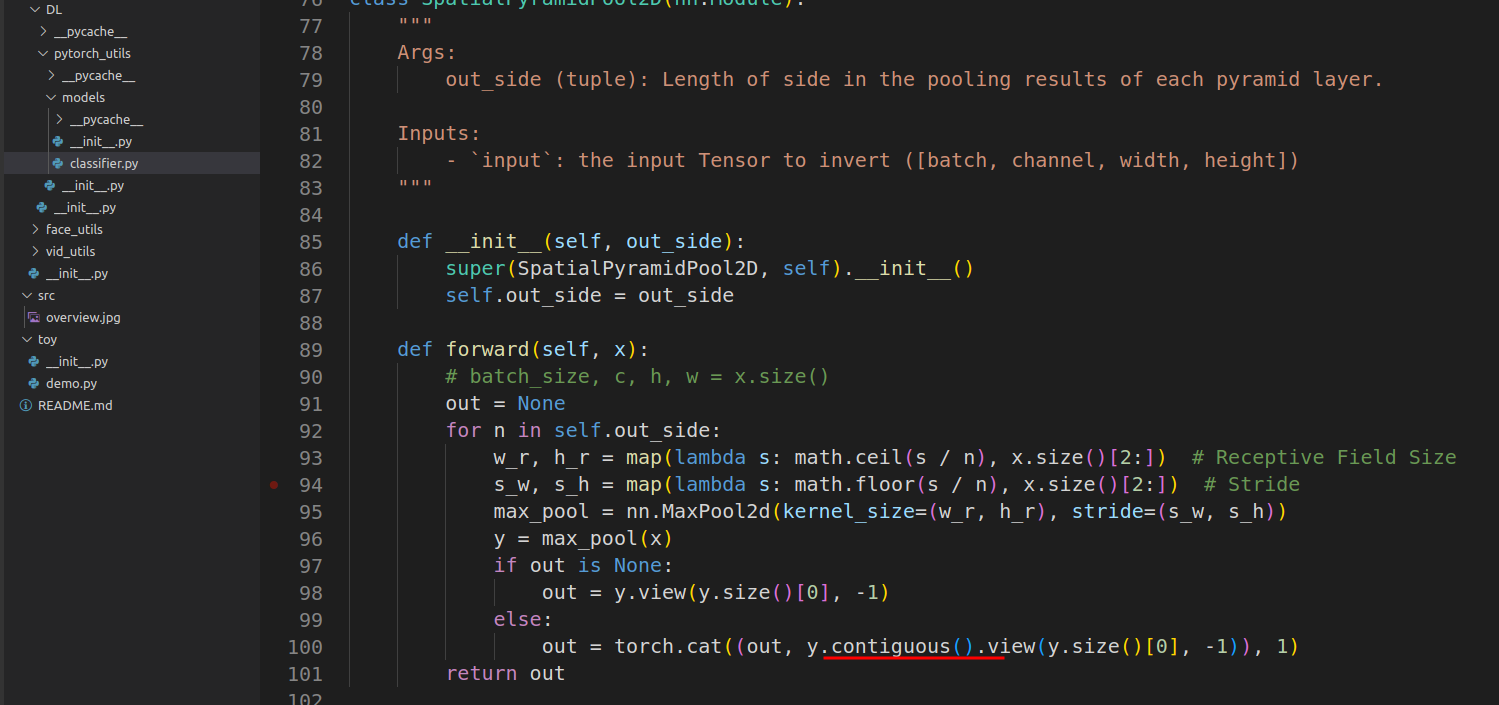 DL
__pycache__
pytorch_utils
__pycache__
models
__pycache__
__init__.py
classifier.py
__init__.py
__init__.py
face_utils
vid_utils
__init__.py
src
overview.jpg
toy
__init__.py
demo.py
README.md
76 class SpatialPyramidPool2D(nn.Module):
77     """
78     Args:
79         out_side (tuple): Length of side in the pooling results of each pyramid layer.
80
81     Inputs:
82         - `input`: the input Tensor to invert ([batch, channel, width, height])
83     """
84
85     def __init__(self, out_side):
86         super(SpatialPyramidPool2D, self).__init__()
87         self.out_side = out_side
88
89     def forward(self, x):
90         # batch_size, c, h, w = x.size()
91         out = None
92         for n in self.out_side:
93             w_r, h_r = map(lambda s: math.ceil(s / n), x.size()[2:])  # Receptive Field Size
94             s_w, s_h = map(lambda s: math.floor(s / n), x.size()[2:])  # Stride
95             max_pool = nn.MaxPool2d(kernel_size=(w_r, h_r), stride=(s_w, s_h))
96             y = max_pool(x)
97             if out is None:
98                 out = y.view(y.size()[0], -1)
99             else:
100                 out = torch.cat((out, y.contiguous().view(y.size()[0], -1)), 1)
101         return out
102